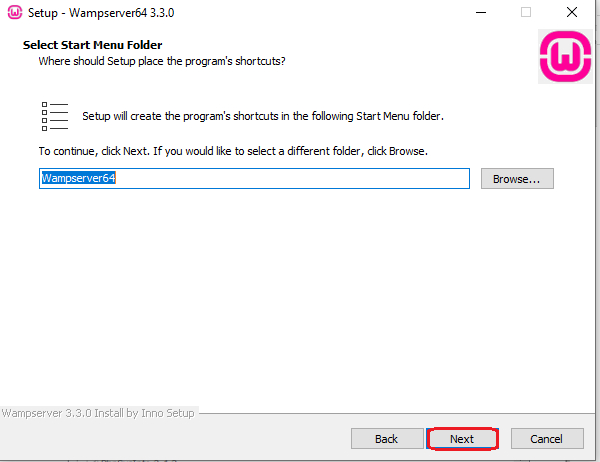 Setup - Wampserver64 3.3.0
Select Start Menu Folder
Where should Setup place the program's shortcuts?
Setup will create the program's shortcuts in the following Start Menu folder.
To continue, click Next. If you would like to select a different folder, click Browse.
Wampserver64
Browse...
Wampserver 3.3.0 Install by Inno Setup
Back
Next
Cancel